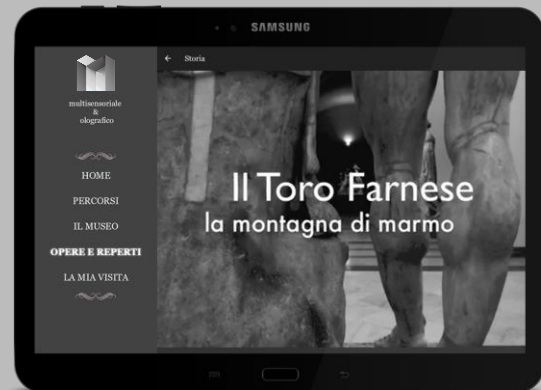 SAMSUNG
← Storia
multisensoriale
&
olografico
HOME
PERCORSI
IL MUSEO
OPERE E REPERTI
LA MIA VISITA
Il Toro Farnese
la montagna di marmo